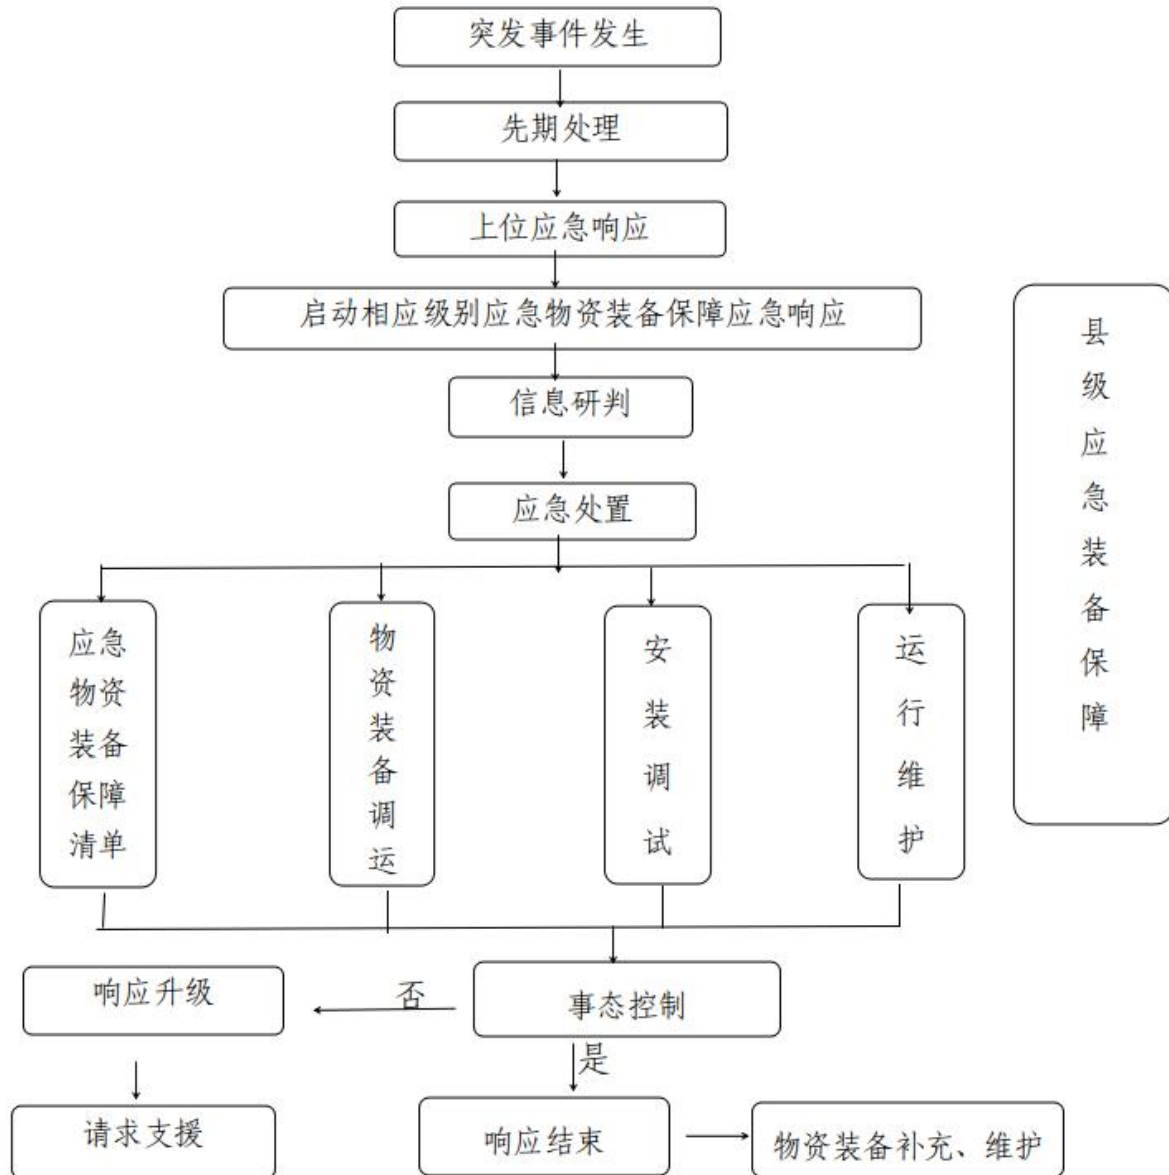 突发事件发生
先期处理
上位应急响应
启动相应级别应急物资装备保障应急响应
信息研判
应急处置
应急
物资
装备
保障
清单
物资装备调运
安装调试
运行维护
县级应急装备保障
响应升级
否
事态控制
是
请求支援
响应结束
物资装备补充、维护